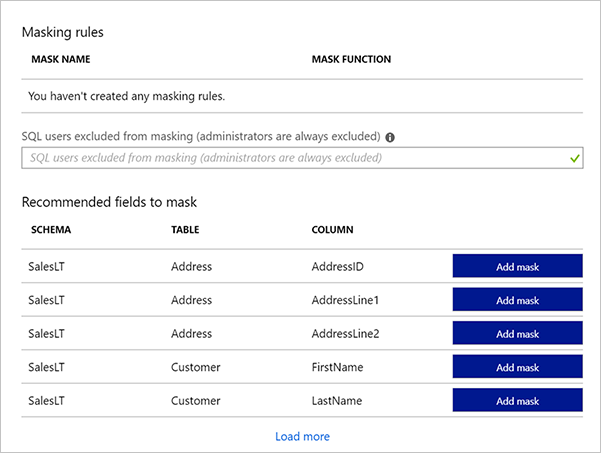 Masking rules
MASK NAME MASK FUNCTION
You haven't created any masking rules.
SQL users excluded from masking (administrators are always excluded)
SQL users excluded from masking (administrators are always excluded)
Recommended fields to mask
SCHEMA TABLE COLUMN
SalesLT Address AddressID Add mask
SalesLT Address AddressLine1 Add mask
SalesLT Address AddressLine2 Add mask
SalesLT Customer FirstName Add mask
SalesLT Customer LastName Add mask
Load more